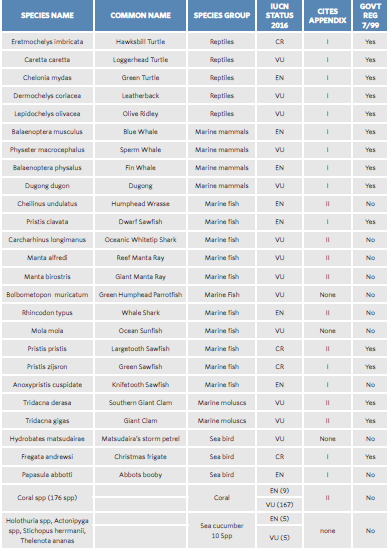 SPECIES NAME COMMON NAME SPECIES GROUP IUCN STATUS 2016 CITES APPENDIX GOVT REG 7/99
Eretmochelys imbricata Hawksbill Turtle Reptiles CR I Yes
Caretta caretta Loggerhead Turtle Reptiles VU I Yes
Chelonia mydas Green Turtle Reptiles EN I Yes
Dermochelys coriacea Leatherback Reptiles VU I Yes
Lepidochelys olivacea Olive Ridley Reptiles VU I Yes
Balaenoptera musculus Blue Whale Marine mammals EN I Yes
Physeter macrocephalus Sperm Whale Marine mammals VU I Yes
Balaenoptera physalus Fin Whale Marine mammals EN I Yes
Dugong dugon Dugong Marine mammals VU I Yes
Cheilinus undulatus Humphead Wrasse Marine fish EN II No
Pristis clavata Dwarf Sawfish Marine fish EN I Yes
Carcharhinus longimanus Oceanic Whitetip Shark Marine fish VU II No
Manta alfredi Reef Manta Ray Marine fish VU II No
Manta birostris Giant Manta Ray Marine fish VU II No
Bolbometopon muricatum Green Humphead Parrotfish Marine Fish VU None No
Rhincodon typus Whale Shark Marine fish EN II No
Mola mola Ocean Sunfish Marine fish VU None No
Pristis pristis Largetooth Sawfish Marine fish CR II Yes
Pristis zijsron Green Sawfish Marine fish CR I Yes
Anoxypristis cuspidate Knifetooth Sawfish Marine fish EN I No
Tridacna derasa Southern Giant Clam Marine moluscs VU II Yes
Tridacna gigas Giant Clam Marine moluscs VU II Yes
Hydrobates matsudairae Matsudaira's storm petrel Sea bird VU None No
Fregata andrewsi Christmas frigate Sea bird CR I Yes
Papasula abbotti Abbots booby Sea bird EN I No
Coral spp (176 spp) Coral EN (9) II No
VU (167)
Holothuria spp, Actonipyga spp, Stichopus herrmanii, Thelenota ananas Sea cucumber 10 Spp EN (5) none No
VU (5)